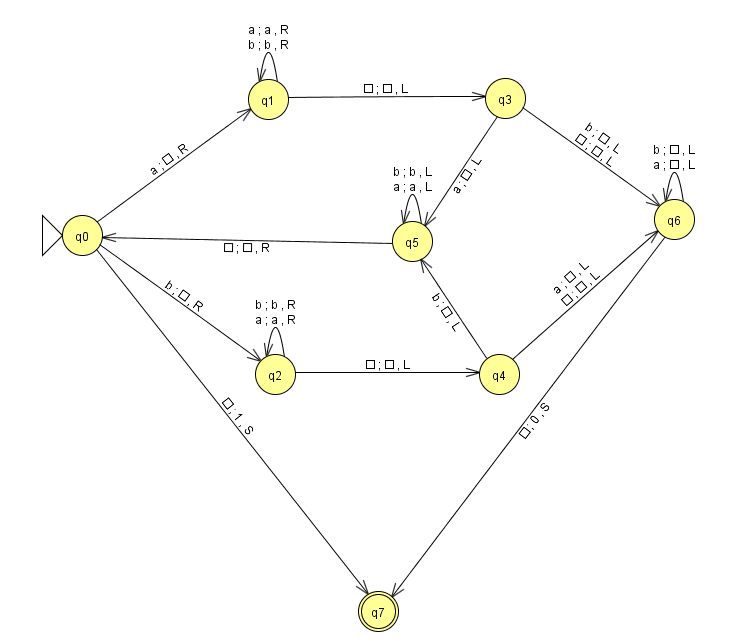 a ; a , R
b ; b , R
q1
□ ; □ , L
q3
b ; □ , L
□ ; □ , L
a ; □ , R
a ; □ , L
b ; □ , L
a ; □ , L
b ; b , L
a ; a , L
q6
q0
□ ; □ , R
q5
b ; □ , R
b ; b , R
a ; a , R
b ; □ , L
a ; □ , L
□ ; □ , L
q2
□ ; □ , L
q4
□ ; 1 , S
□ ; 0 , S
q7